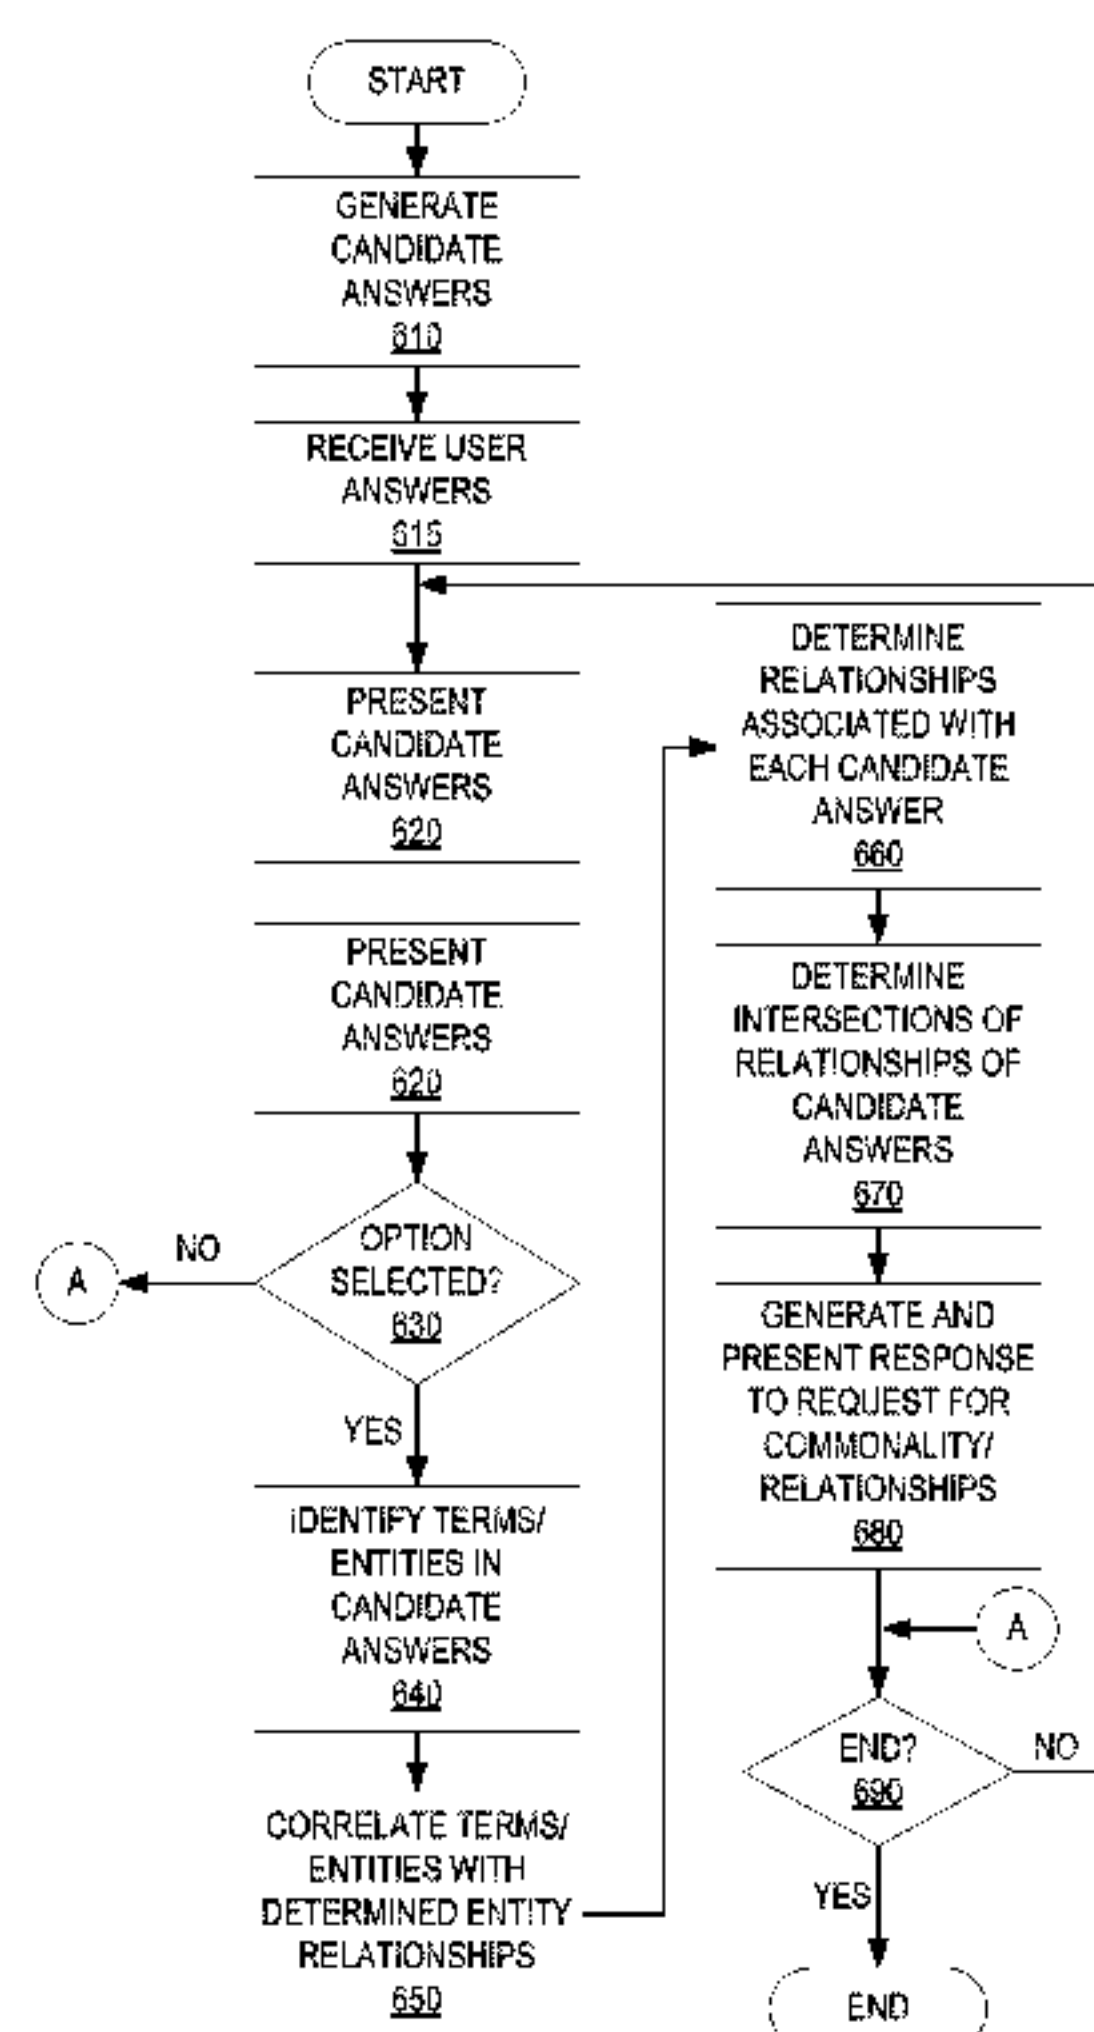 START
GENERATE
CANDIDATE
ANSWERS
610
RECEIVE USER
ANSWERS
615
PRESENT
CANDIDATE
ANSWERS
620
PRESENT
CANDIDATE
ANSWERS
620
OPTION
SELECTED?
630
NO
A
YES
IDENTIFY TERMS/
ENTITIES IN
CANDIDATE
ANSWERS
640
CORRELATE TERMS/
ENTITIES WITH
DETERMINED ENTITY
RELATIONSHIPS
650
DETERMINE
RELATIONSHIPS
ASSOCIATED WITH
EACH CANDIDATE
ANSWER
660
DETERMINE
INTERSECTIONS OF
RELATIONSHIPS OF
CANDIDATE
ANSWERS
670
GENERATE AND
PRESENT RESPONSE
TO REQUEST FOR
COMMONALITY/
RELATIONSHIPS
680
A
END?
690
NO
YES
END